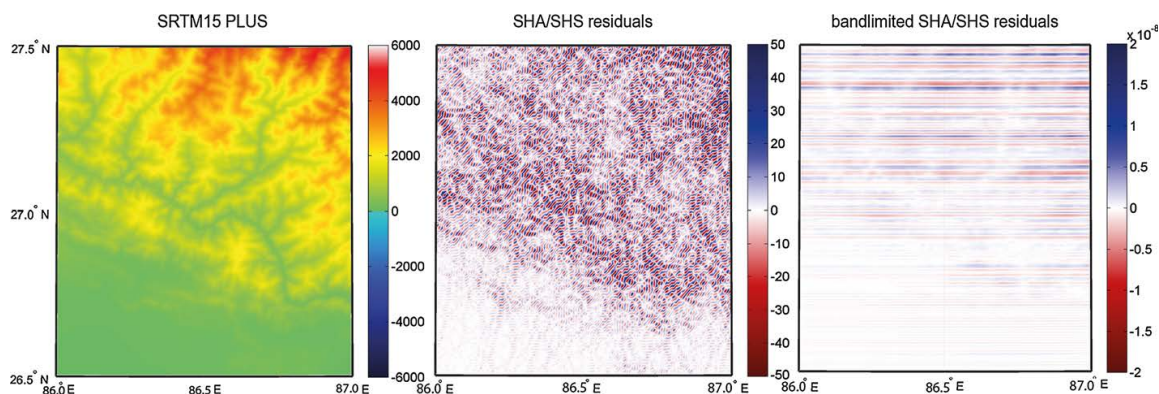 SRTM15 PLUS
27.5° N
27.0°
26.5° N
86.0 E
86.5° E
87.0° E
6000
4000
2000
0
-2000
-4000
-6000
SHA/SHS residuals
86.0 E
86.5° E
87.0° E
50
40
30
20
10
0
-10
-20
-30
-40
-50
bandlimited SHA/SHS residuals
86.0 E
86.5° E
87.0° E
x10⁻⁸
2
1.5
1
0.5
0
-0.5
-1
-1.5
-2